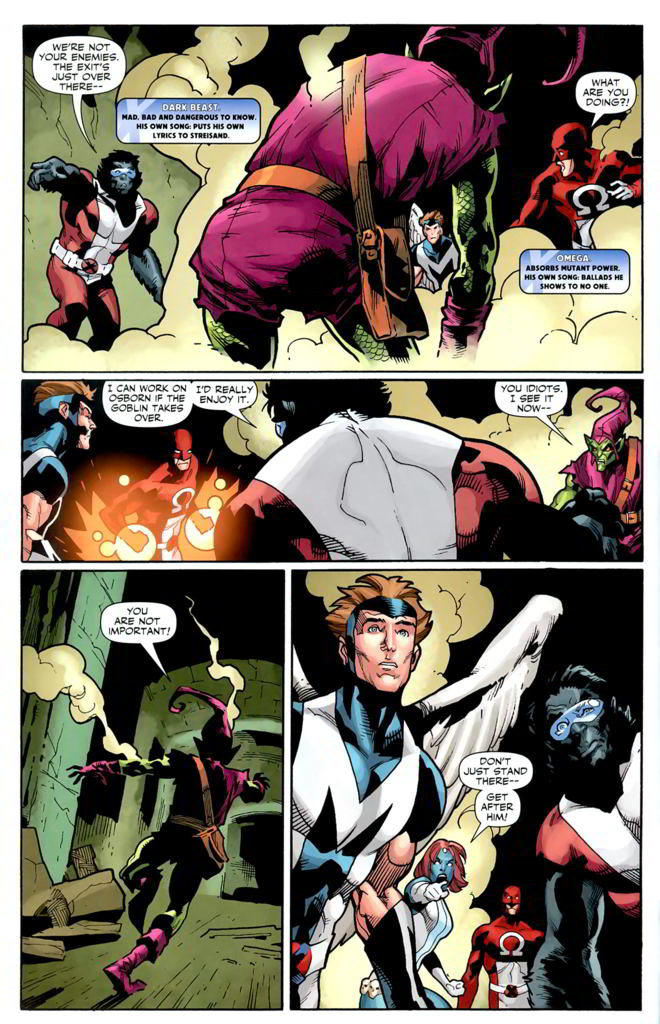 WE'RE NOT
YOUR ENEMIES.
THE EXIT'S
JUST OVER
THERE--
DARK BEAST.
MAD, BAD AND DANGEROUS TO KNOW.
HIS OWN SONG: PUTS HIS OWN
LYRICS TO STREISAND.
WHAT
ARE YOU
DOING?!
OMEGA.
ABSORBS MUTANT POWER.
HIS OWN SONG: BALLADS HE
SHOWS TO NO ONE.
I CAN WORK ON
OSBORN IF THE
GOBLIN TAKES
OVER.
I'D REALLY
ENJOY IT.
YOU IDIOTS.
I SEE IT
NOW--
YOU
ARE NOT
IMPORTANT!
DON'T
JUST STAND
THERE--
GET
AFTER
HIM!